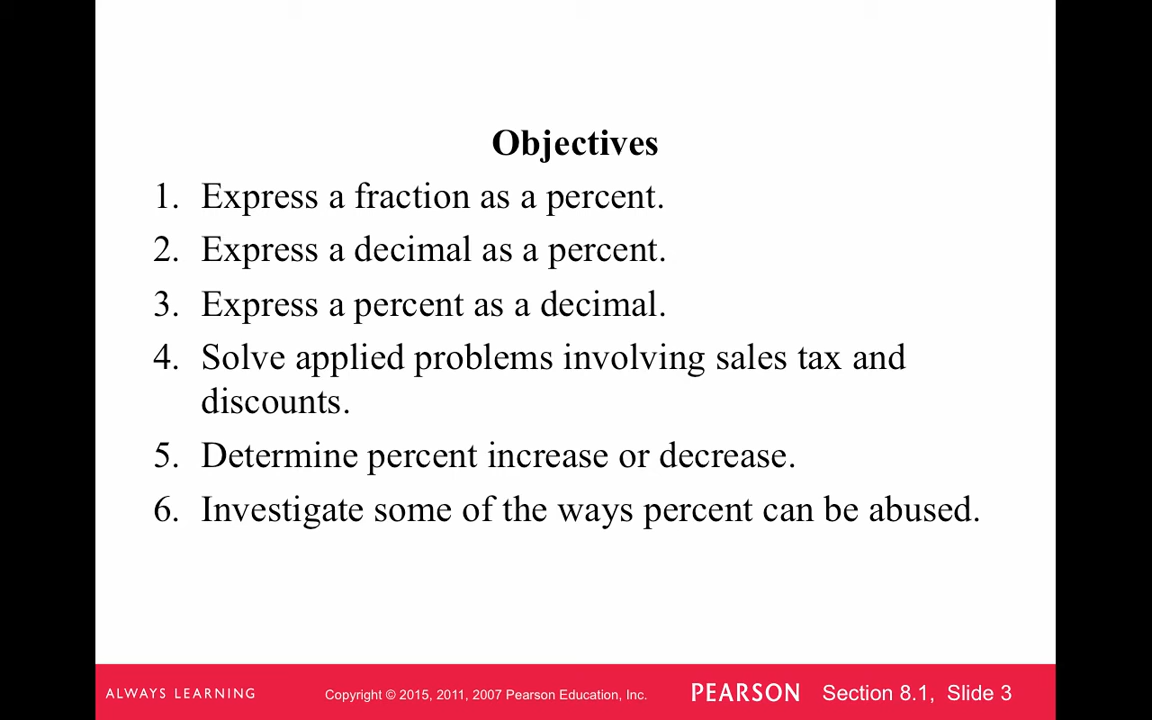 Objectives
1. Express a fraction as a percent.
2. Express a decimal as a percent.
3. Express a percent as a decimal.
4. Solve applied problems involving sales tax and
discounts.
5. Determine percent increase or decrease.
6. Investigate some of the ways percent can be abused.
ALWAYS LEARNING Copyright © 2015, 2011, 2007 Pearson Education, Inc. PEARSON Section 8.1, Slide 3